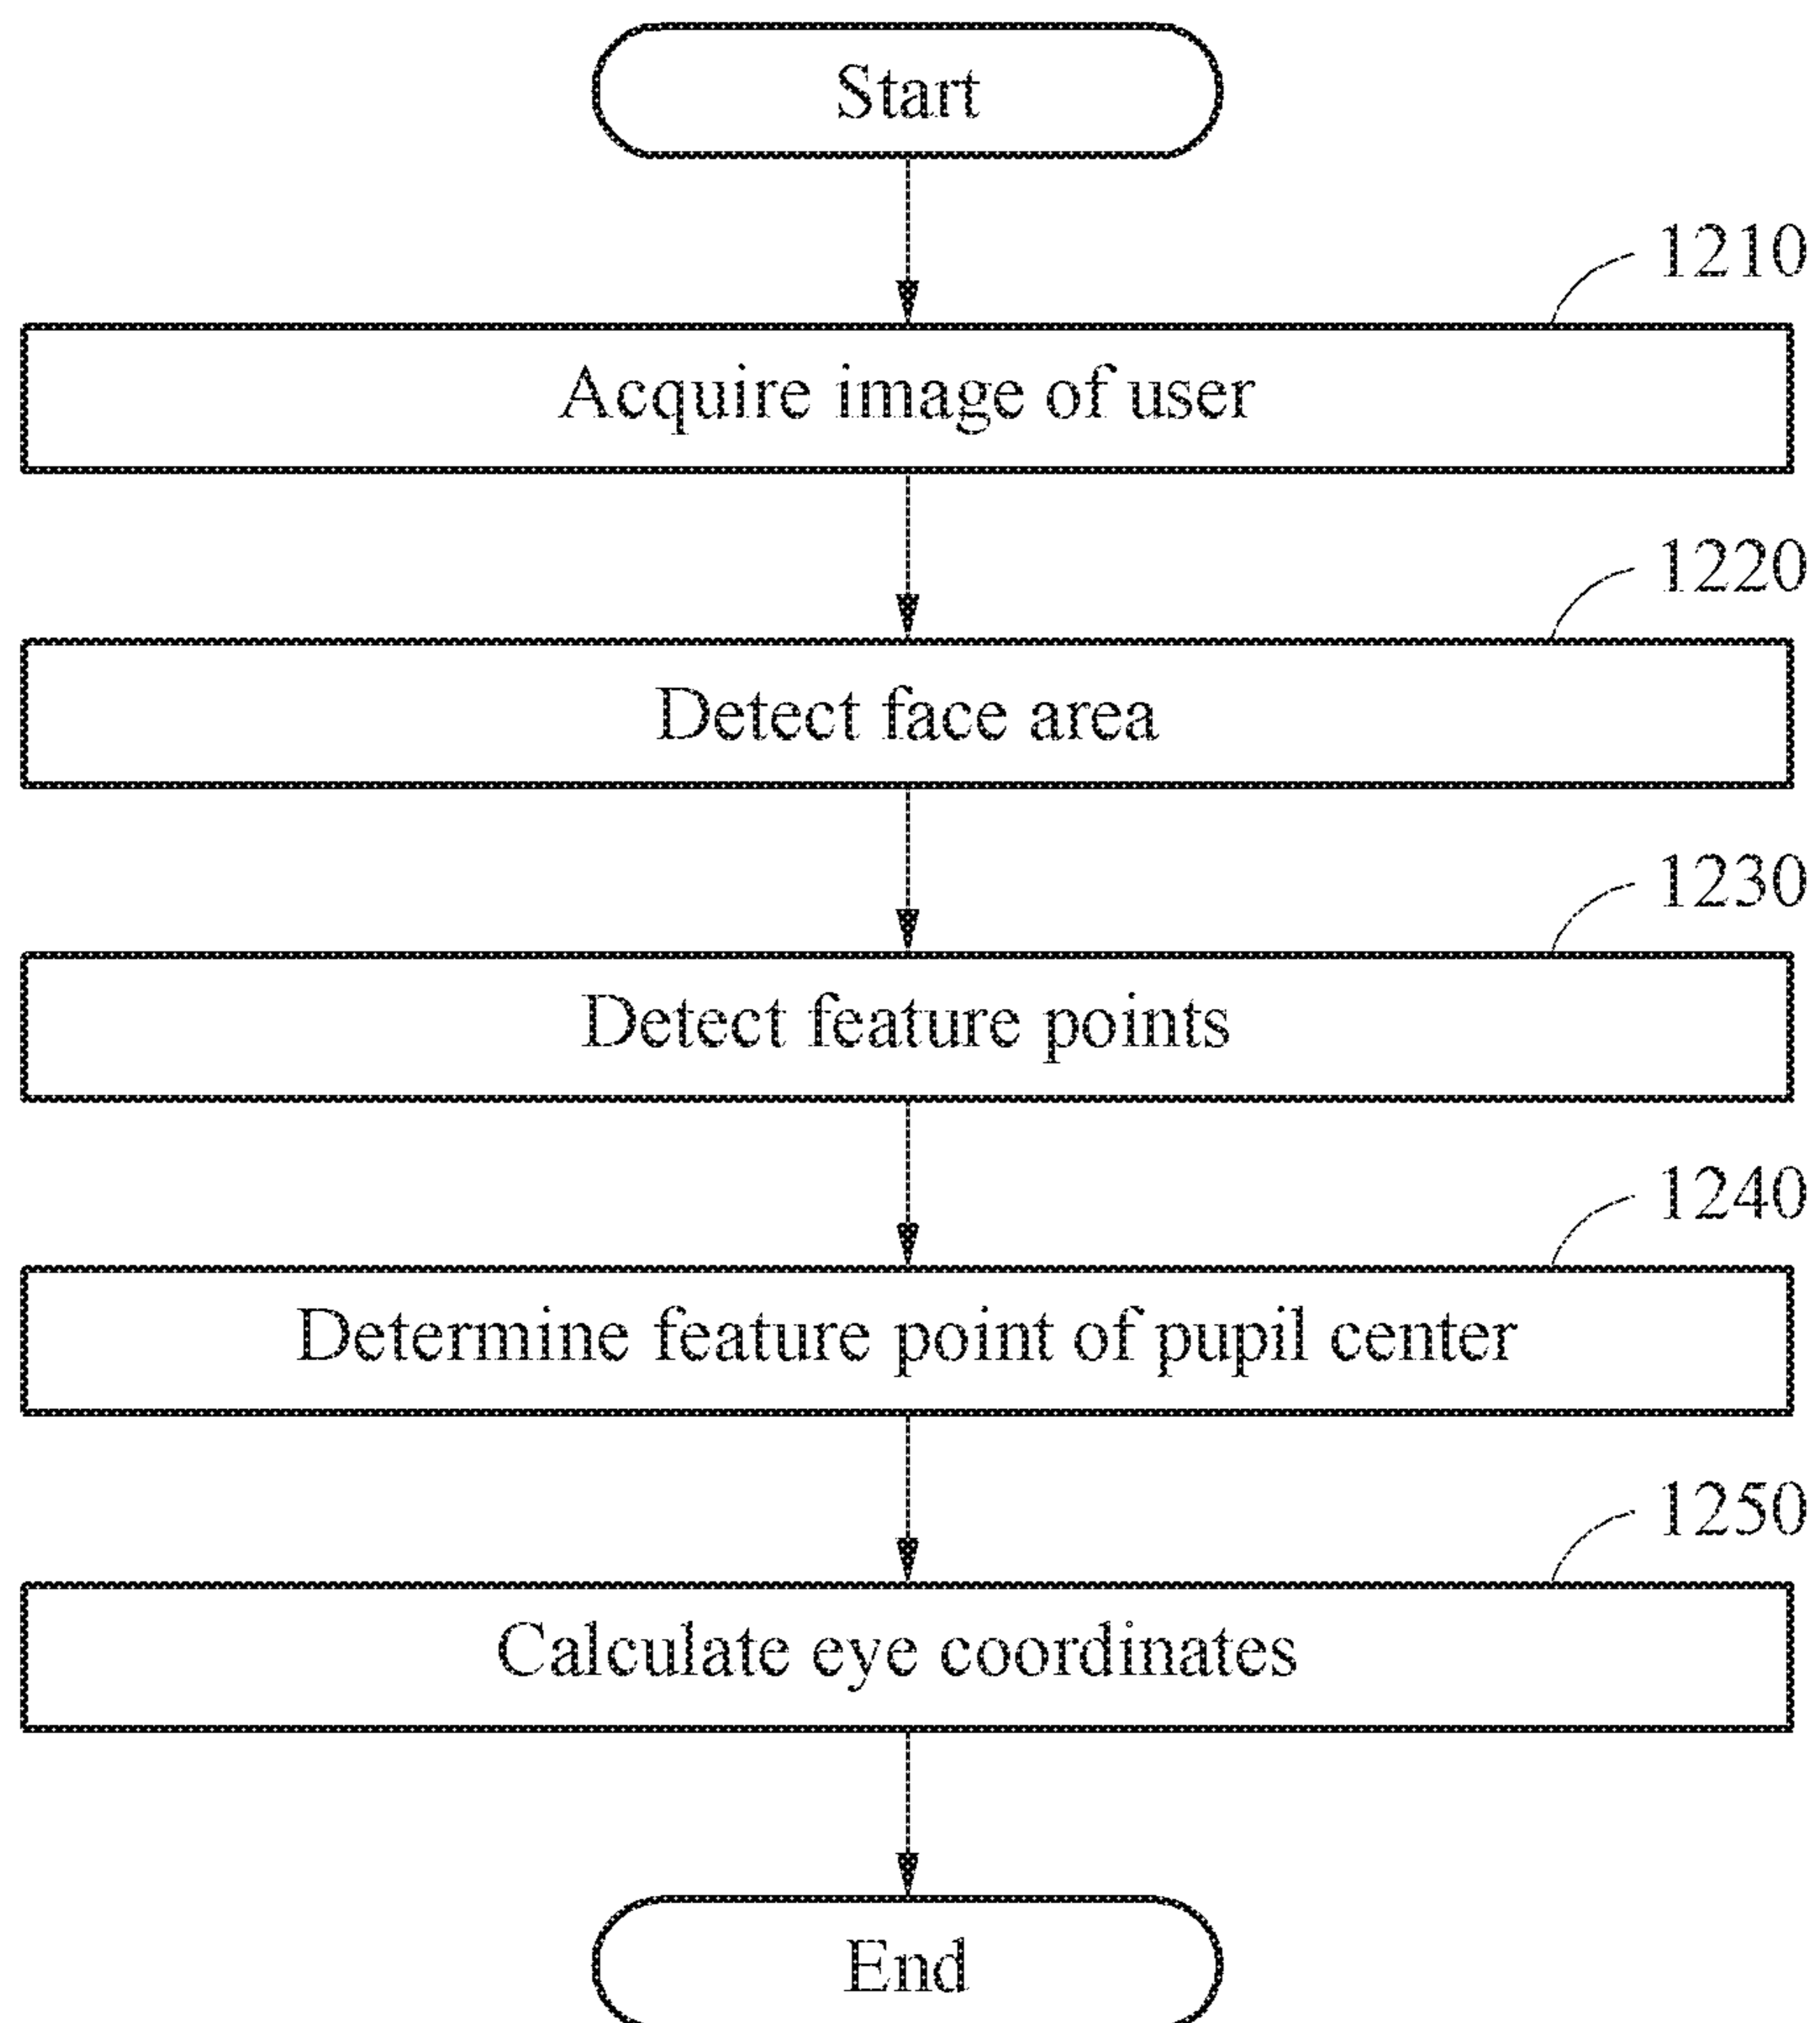 Start
1210
Acquire image of user
1220
Detect face area
1230
Detect feature points
1240
Determine feature point of pupil center
1250
Calculate eye coordinates
End